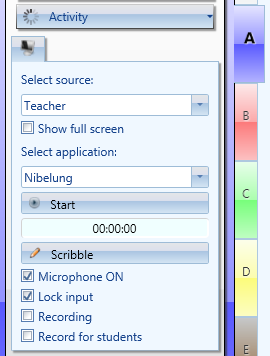 Activity
A
Select source:
Teacher
Show full screen
B
Select application:
Nibelung
Start
C
00:00:00
Scribble
Microphone ON
D
Lock input
Recording
Record for students
E